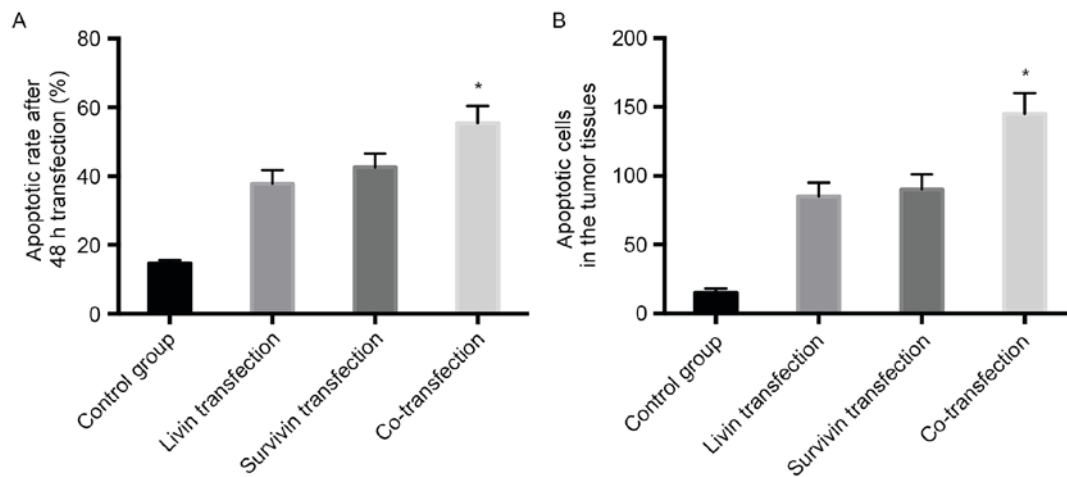 A
Apoptotic rate after
48 h transfection (%)
80
60
40
20
0
*
Control group
Livin transfection
Survivin transfection
Co-transfection
B
Apoptotic cells
in the tumor tissues
200
150
100
50
0
*
Control group
Livin transfection
Survivin transfection
Co-transfection